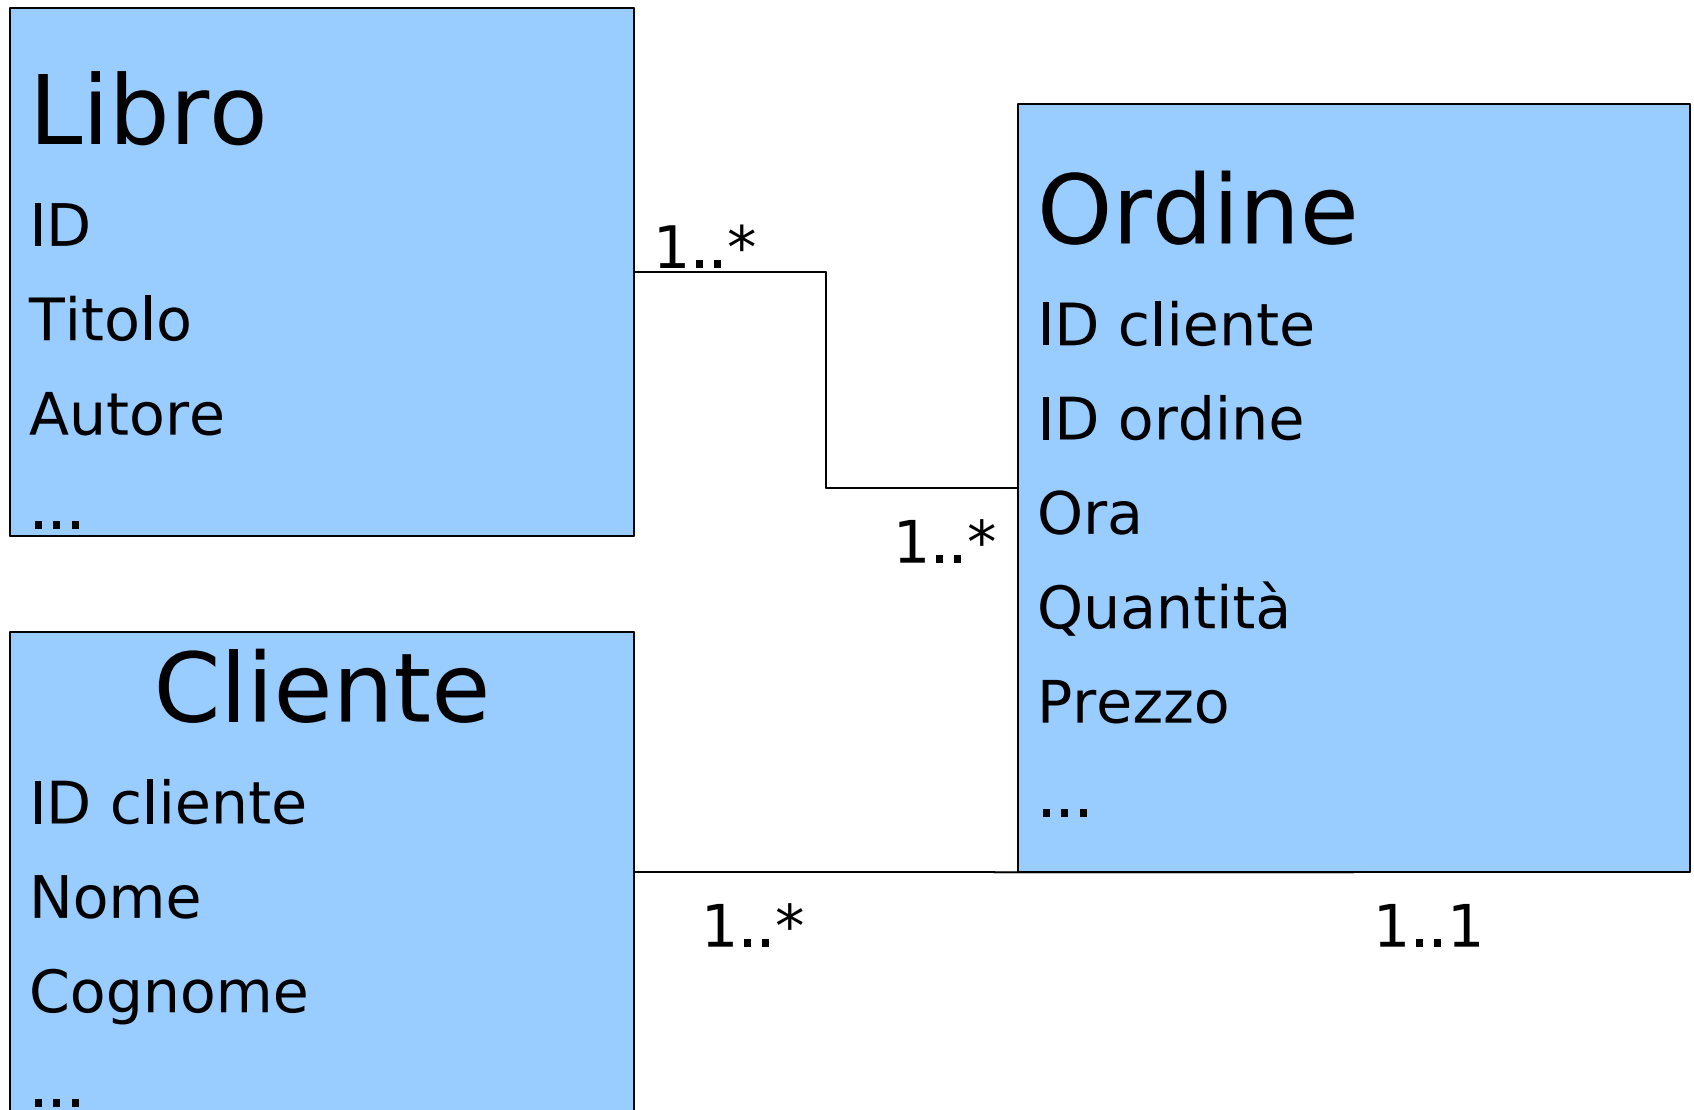 Libro
ID
Titolo
Autore
...
1..*
1..*
Ordine
ID cliente
ID ordine
Ora
Quantità
Prezzo
...
Cliente
ID cliente
Nome
Cognome
...
1..*
1..1